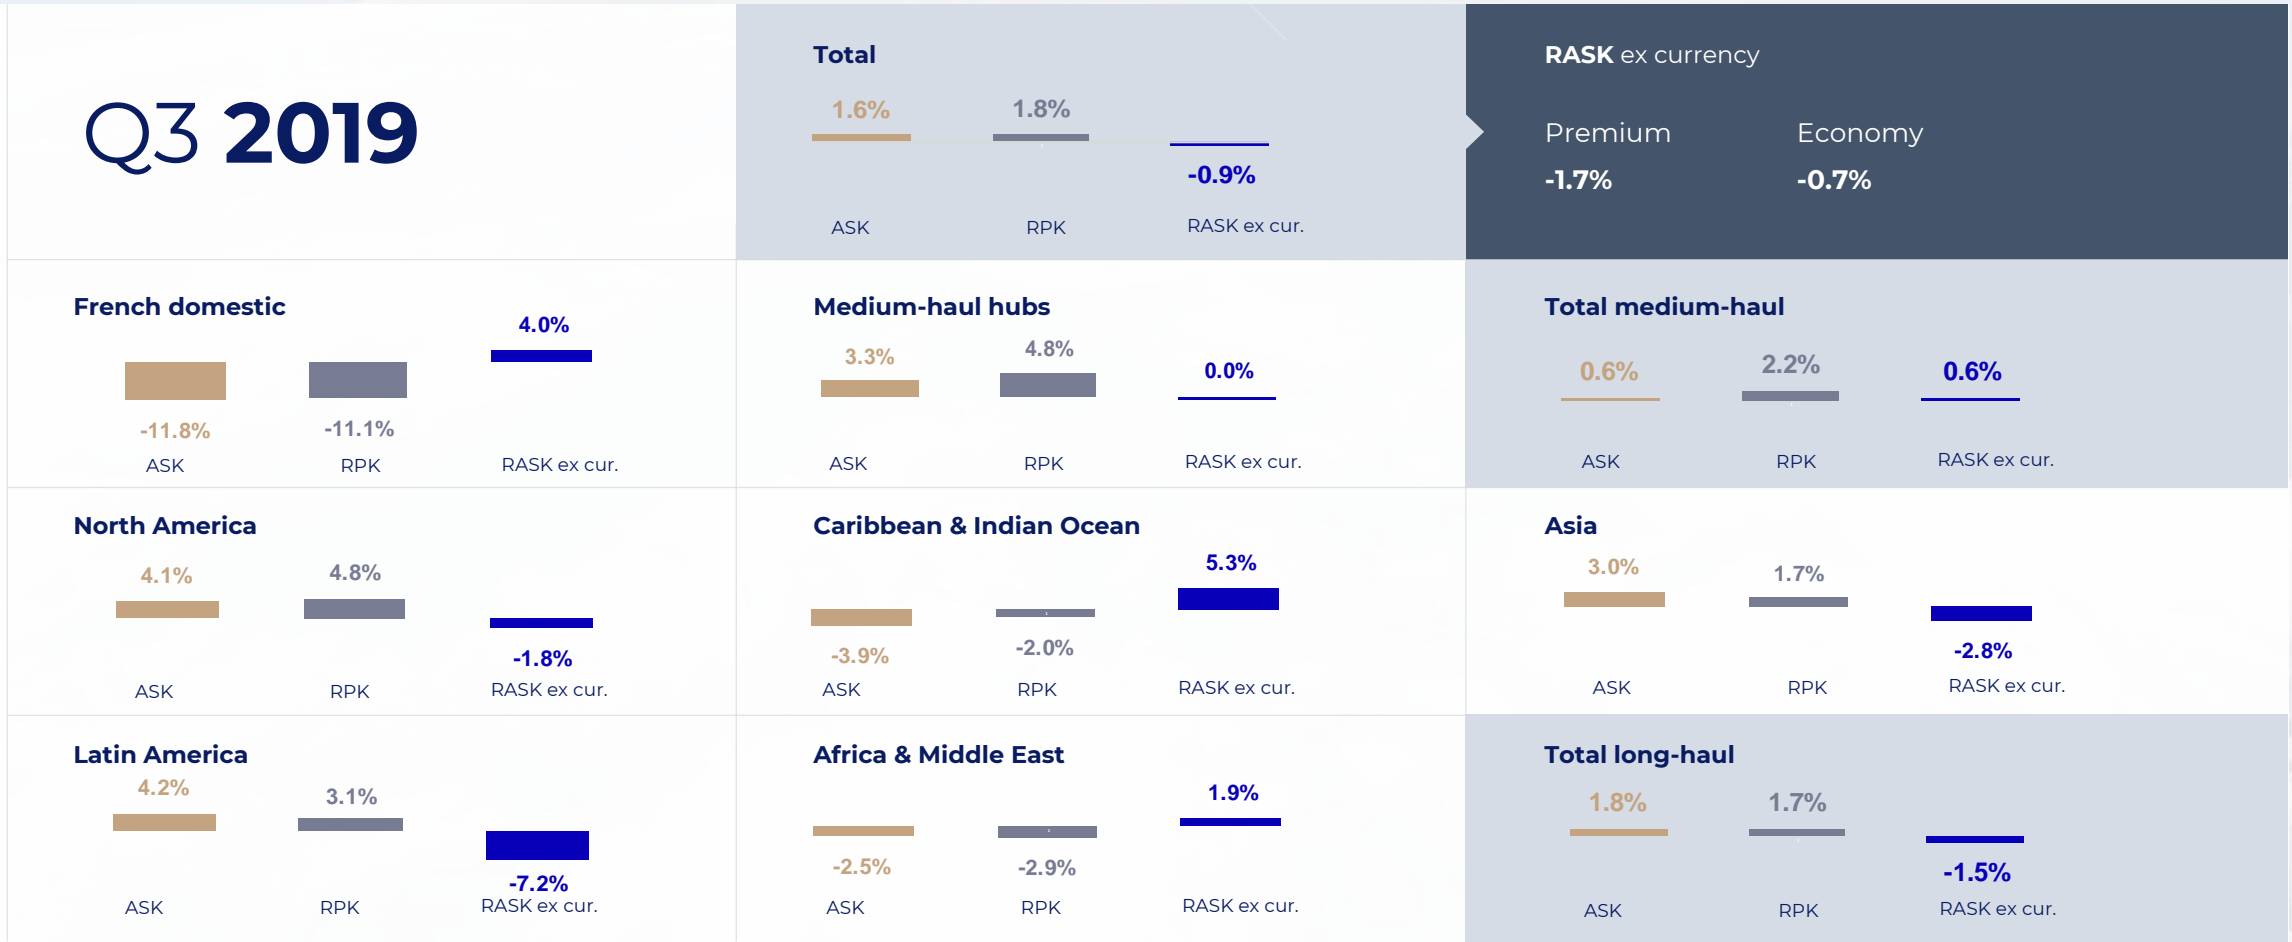 Q3 2019
Total
1.6%
1.8%
-0.9%
ASK
RPK
RASK ex cur.
RASK ex currency
Premium
Economy
-1.7%
-0.7%
French domestic
4.0%
-11.8%
-11.1%
ASK
RPK
RASK ex cur.
Medium-haul hubs
3.3%
4.8%
0.0%
ASK
RPK
RASK ex cur.
Total medium-haul
0.6%
2.2%
0.6%
ASK
RPK
RASK ex cur.
North America
4.1%
4.8%
-1.8%
ASK
RPK
RASK ex cur.
Caribbean & Indian Ocean
5.3%
-3.9%
-2.0%
ASK
RPK
RASK ex cur.
Asia
3.0%
1.7%
-2.8%
ASK
RPK
RASK ex cur.
Latin America
4.2%
3.1%
-7.2%
ASK
RPK
RASK ex cur.
Africa & Middle East
1.9%
-2.5%
-2.9%
ASK
RPK
RASK ex cur.
Total long-haul
1.8%
1.7%
-1.5%
ASK
RPK
RASK ex cur.